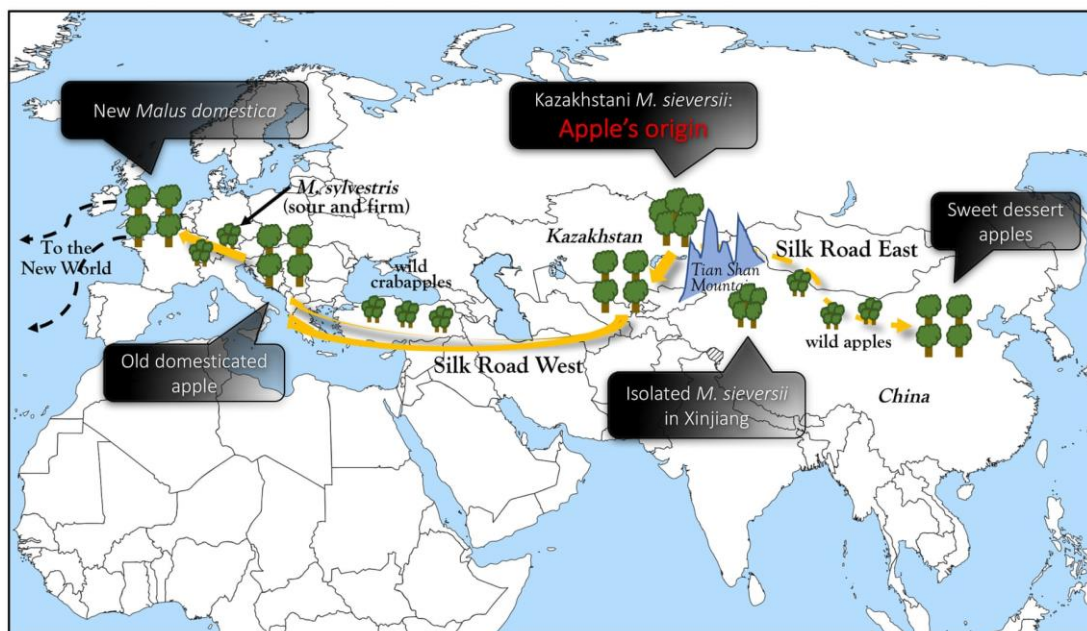 New Malus domestica
Kazakhstani M. sieversii:
Apple's origin
M. sylvestris
(sour and firm)
Sweet dessert
apples
To the
New World
Kazakhstan
Silk Road East
Tian Shan
Mountain
wild
crabapples
wild apples
Old domesticated
apple
Silk Road West
Isolated M. sieversii
in Xinjiang
China